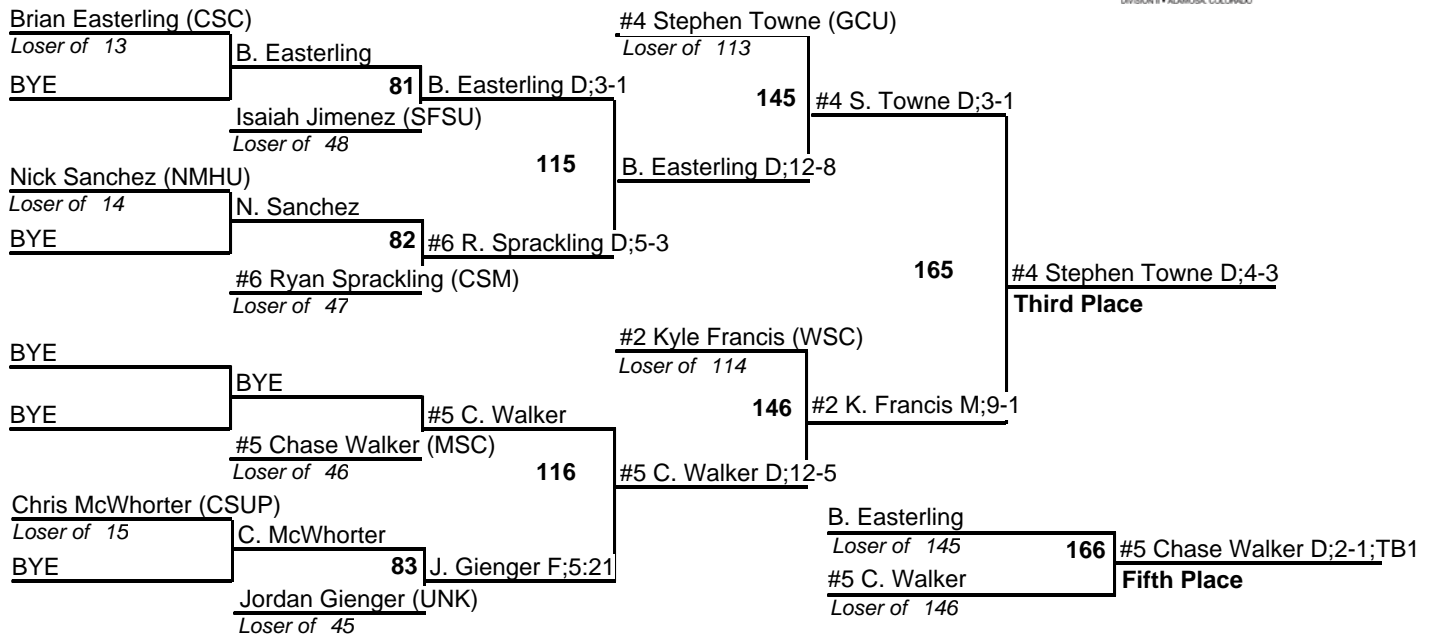 DIVISION II • ALAMOSA, COLORADO
Brian Easterling (CSC)
Loser of 13
BYE
B. Easterling
81
Isaiah Jimenez (SFSU)
Loser of 48
B. Easterling D;3-1
Nick Sanchez (NMHU)
Loser of 14
BYE
N. Sanchez
82
#6 Ryan Sprackling (CSM)
Loser of 47
#6 R. Sprackling D;5-3
115
#4 Stephen Towne (GCU)
Loser of 113
145
B. Easterling D;12-8
#4 S. Towne D;3-1
BYE
BYE
BYE
#5 Chase Walker (MSC)
Loser of 46
#5 C. Walker
Chris McWhorter (CSUP)
Loser of 15
BYE
C. McWhorter
83
Jordan Gienger (UNK)
Loser of 45
J. Gienger F;5:21
116
#2 Kyle Francis (WSC)
Loser of 114
146
#5 C. Walker D;12-5
#2 K. Francis M;9-1
165
#4 Stephen Towne D;4-3
Third Place
B. Easterling
Loser of 145
#5 C. Walker
Loser of 146
166
#5 Chase Walker D;2-1;TB1
Fifth Place